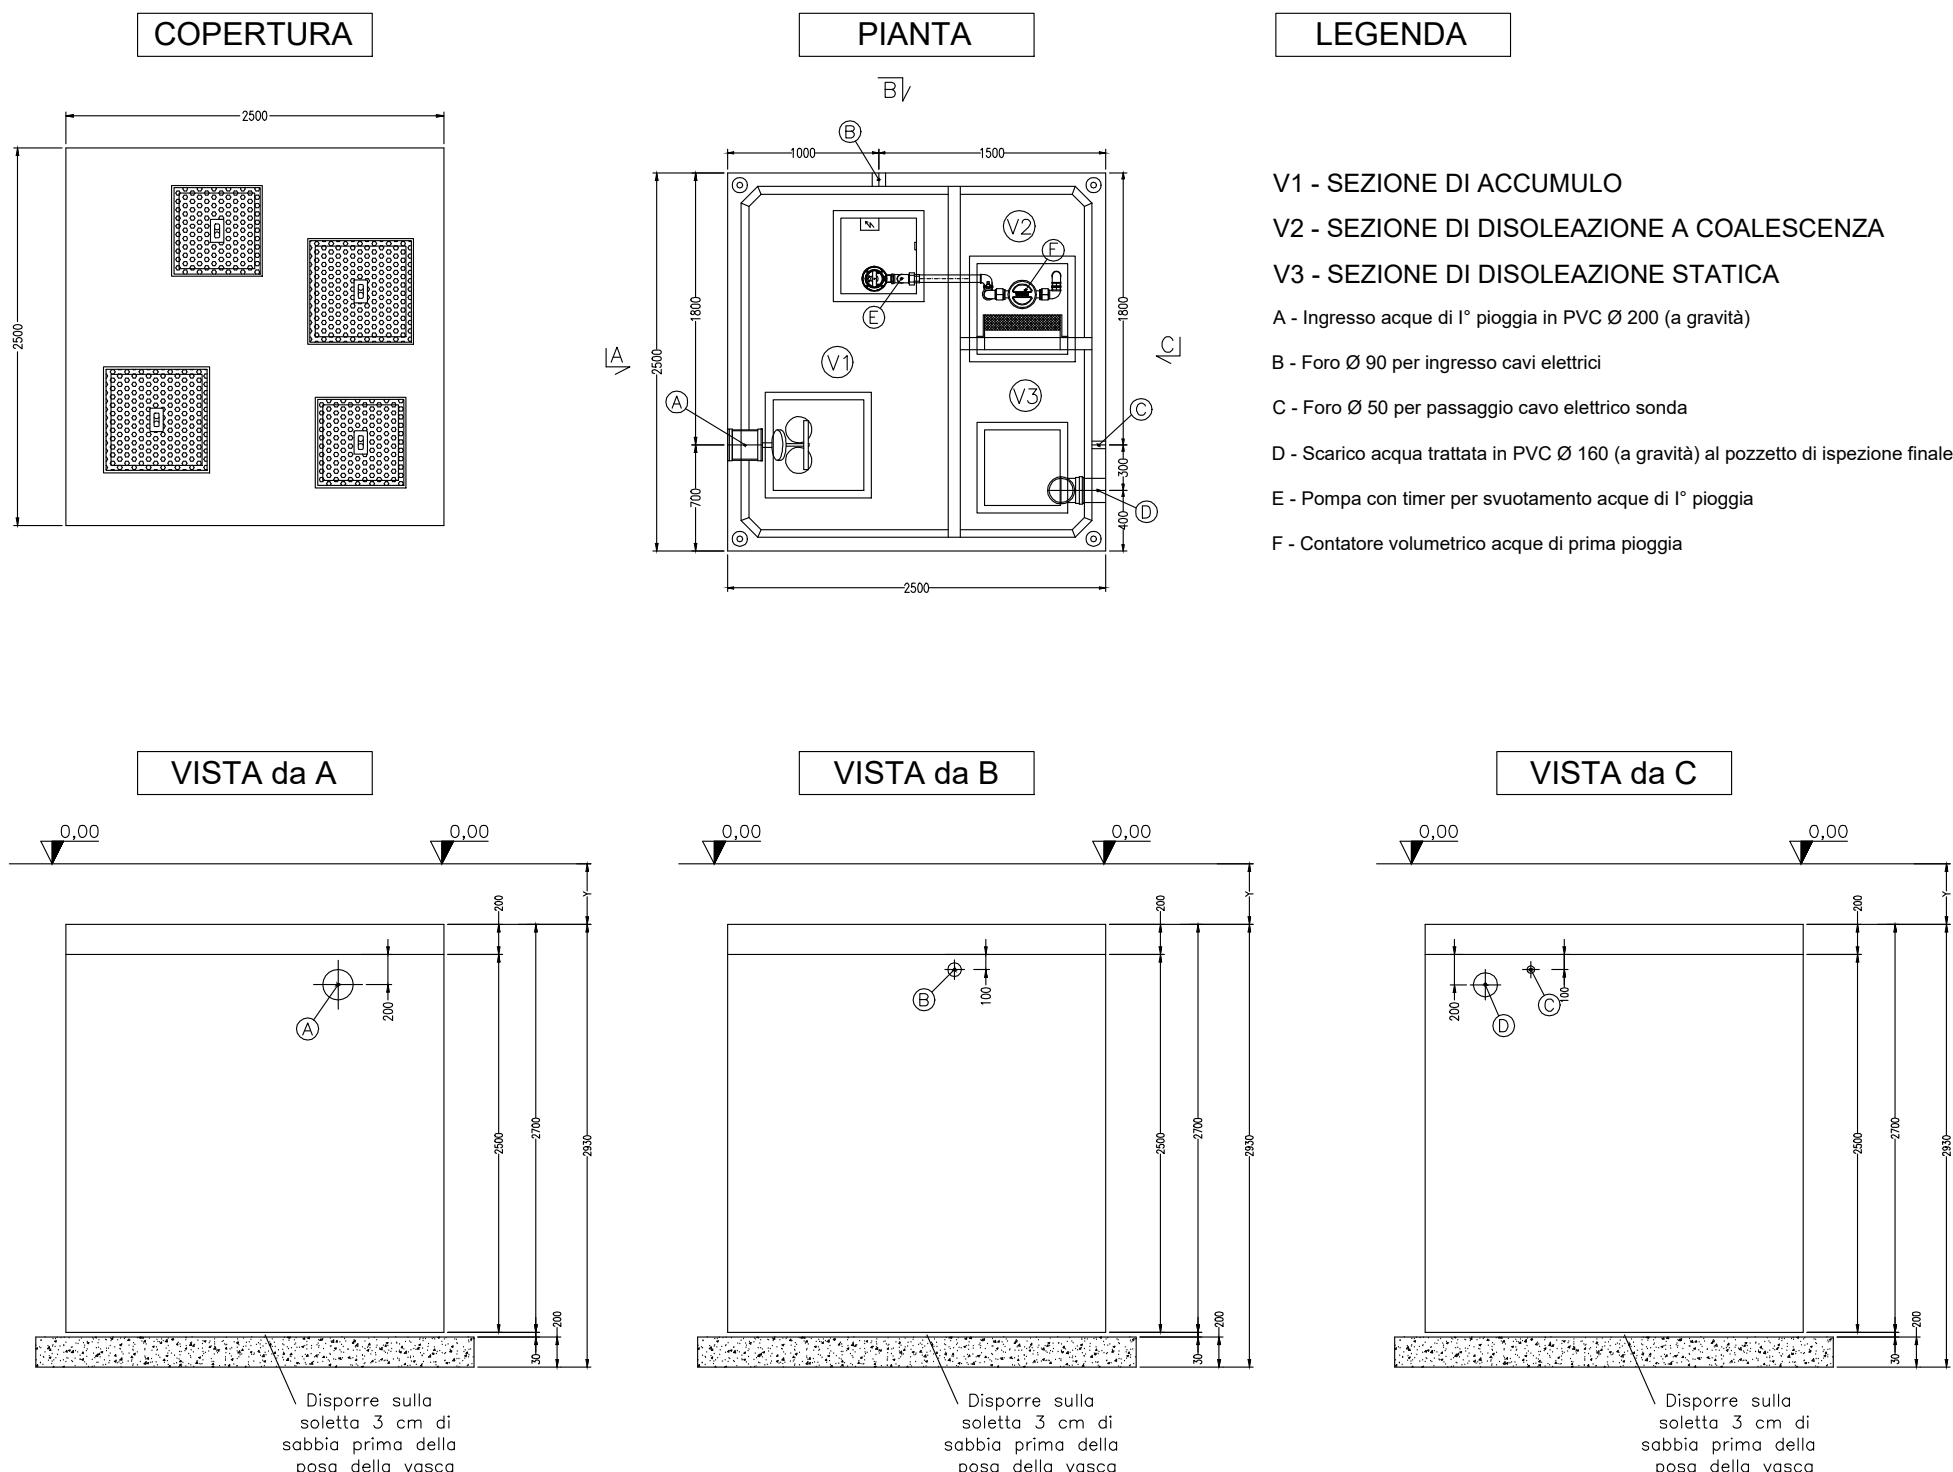 COPERTURA
2500
2500
PIANTA
B
B
1000
1500
2500
1800
700
1800
300
400
2500
A
C
V1
V2
V3
A
C
D
E
F
LEGENDA
V1 - SEZIONE DI ACCUMULO
V2 - SEZIONE DI DISOLEAZIONE A COALESCENZA
V3 - SEZIONE DI DISOLEAZIONE STATICA
A - Ingresso acque di I° pioggia in PVC Ø 200 (a gravità)
B - Foro Ø 90 per ingresso cavi elettrici
C - Foro Ø 50 per passaggio cavo elettrico sonda
D - Scarico acqua trattata in PVC Ø 160 (a gravità) al pozzetto di ispezione finale
E - Pompa con timer per svuotamento acque di I° pioggia
F - Contatore volumetrico acque di prima pioggia
VISTA da A
0,00
0,00
Y
200
A
200
2500
2700
2930
200
30
Disporre sulla
soletta 3 cm di
sabbia prima della
posa della vasca
VISTA da B
0,00
0,00
Y
200
B
100
2500
2700
2930
200
30
Disporre sulla
soletta 3 cm di
sabbia prima della
posa della vasca
VISTA da C
0,00
0,00
Y
200
200
D
C
100
2500
2700
2930
200
30
Disporre sulla
soletta 3 cm di
sabbia prima della
posa della vasca